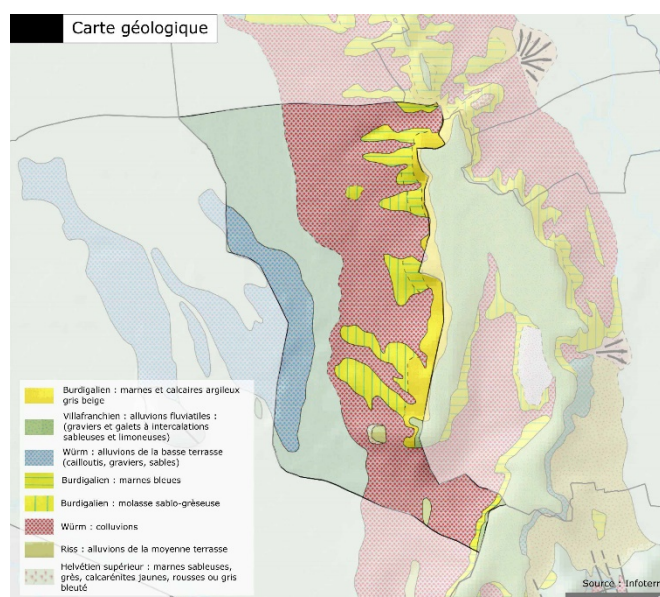 Carte géologique
Burdigalien : marnes et calcaires argileux
gris beige
Villafranchien : alluvions fluviatiles :
(graviers et galets à intercalations
sableuses et limoneuses)
Würm : alluvions de la basse terrasse
(cailloutis, graviers, sables)
Burdigalien : marnes bleues
Burdigalien : molasse sablo-grèseuse
Würm : colluvions
Riss : alluvions de la moyenne terrasse
Helvétien supérieur : marnes sableuses,
grès, calcarénites jaunes, rousses ou gris
bleuté
Source : Infoterre